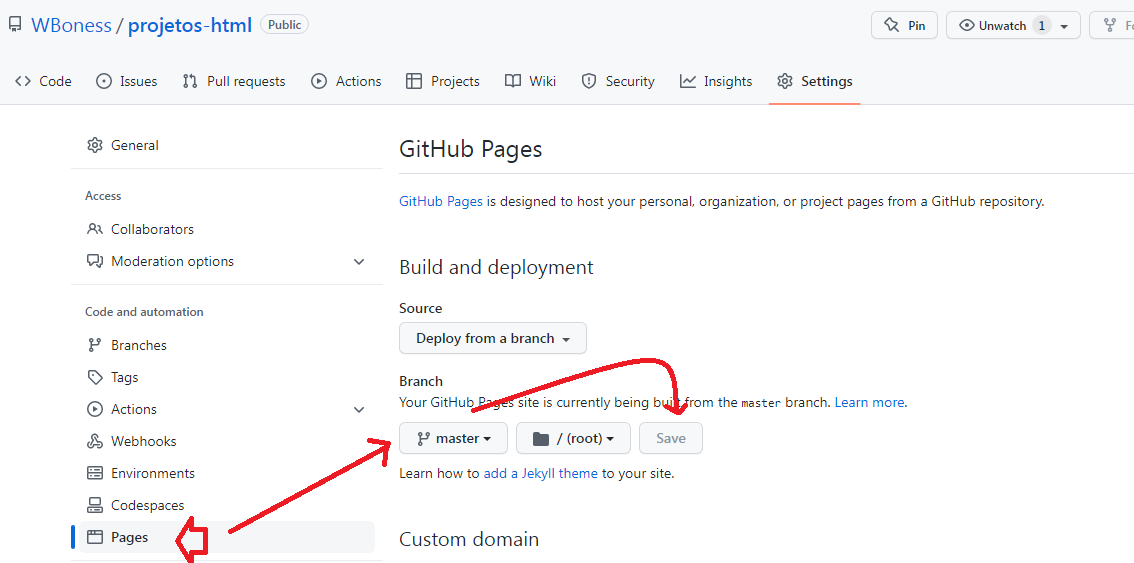 WBoness / projetos-html Public Pin Unwatch 1
Code Issues Pull requests Actions Projects Wiki Security Insights Settings
General
Access
Collaborators
Moderation options
Code and automation
Branches
Tags
Actions
Webhooks
Environments
Codespaces
Pages
GitHub Pages
GitHub Pages is designed to host your personal, organization, or project pages from a GitHub repository.
Build and deployment
Source
Deploy from a branch
Branch
Your GitHub Pages site is currently being built from the master branch. Learn more.
master / (root) Save
Learn how to add a Jekyll theme to your site.
Custom domain